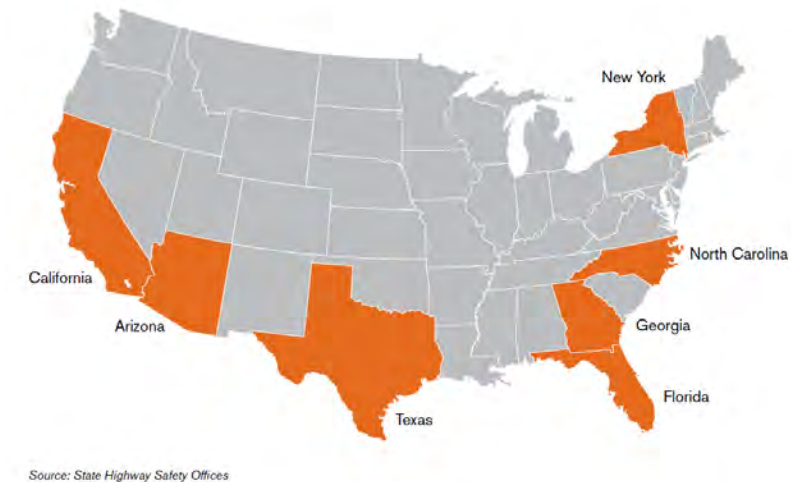 New York
North Carolina
California
Arizona
Georgia
Florida
Texas
Source: State Highway Safety Offices